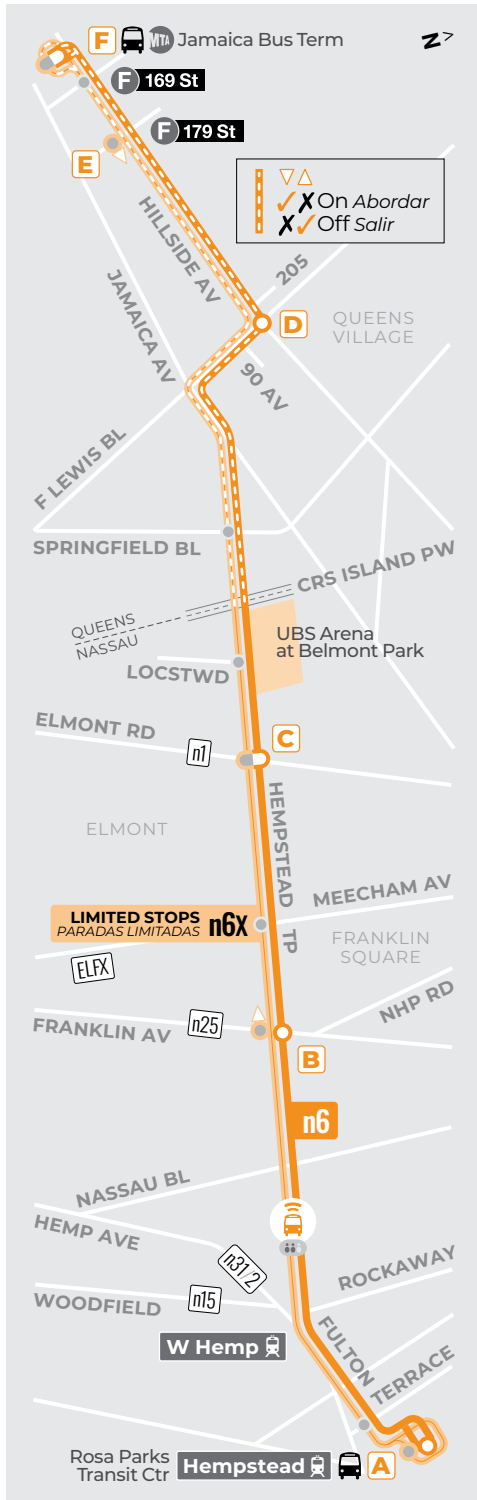 F MTA Jamaica Bus Term
N
F 169 St
F 179 St
E
On Abordar
Off Salir
HILLSIDE AV
205
JAMAICA AV
D
QUEENS
VILLAGE
90 AV
F LEWIS BL
SPRINGFIELD BL
CRS ISLAND PW
QUEENS
NASSAU
UBS Arena
at Belmont Park
LOCSTWD
ELMONT RD
n1
C
HEMPSTEAD TP
ELMONT
MEECHAM AV
LIMITED STOPS
PARADAS LIMITADAS
n6X
FRANKLIN
SQUARE
ELFX
NHP RD
FRANKLIN AV
n25
B
n6
NASSAU BL
HEMP AVE
n31/2
ROCKAWAY
WOODFIELD
n15
W Hemp
FULTON
TERRACE
Rosa Parks
Transit Ctr
Hempstead
A